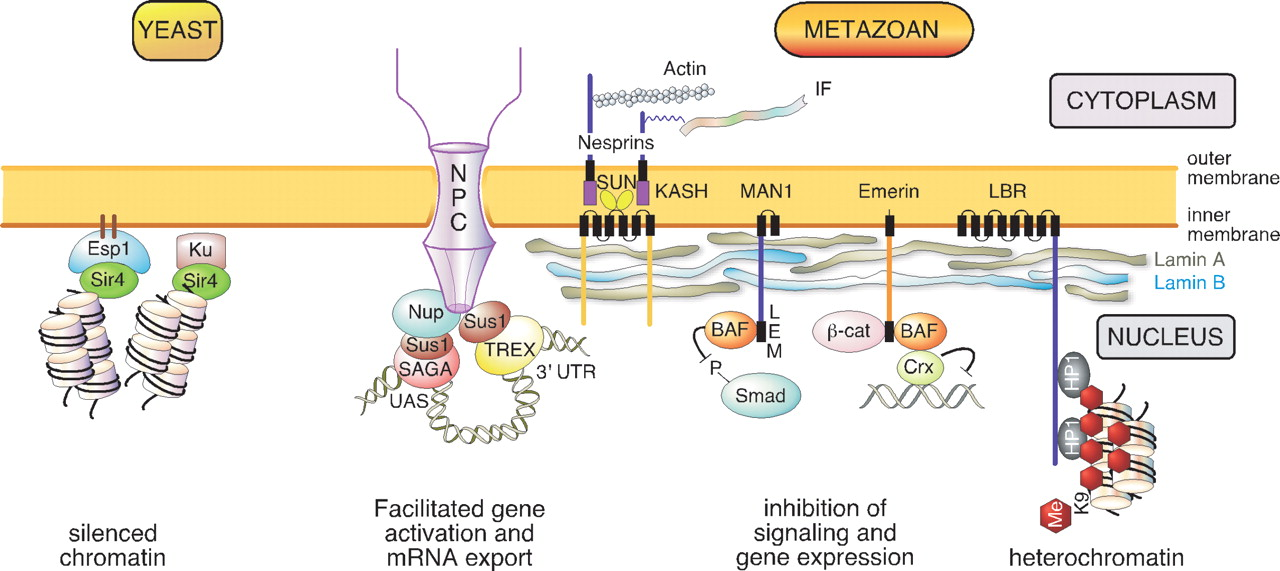 YEAST
METAZOAN
CYTOPLASM
Actin
IF
Nesprins
outer
membrane
inner
membrane
NPC
SUN
KASH
MAN1
Emerin
LBR
Esp1
Sir4
Ku
Sir4
Lamin A
Lamin B
NUCLEUS
Nup
Sus1
Sus1
SAGA
TREX
UAS
3' UTR
BAF
LEM
P
Smad
β-cat
BAF
Crx
HP1
HP1
Me
K9
silenced
chromatin
Facilitated gene
activation and
mRNA export
inhibition of
signaling and
gene expression
heterochromatin